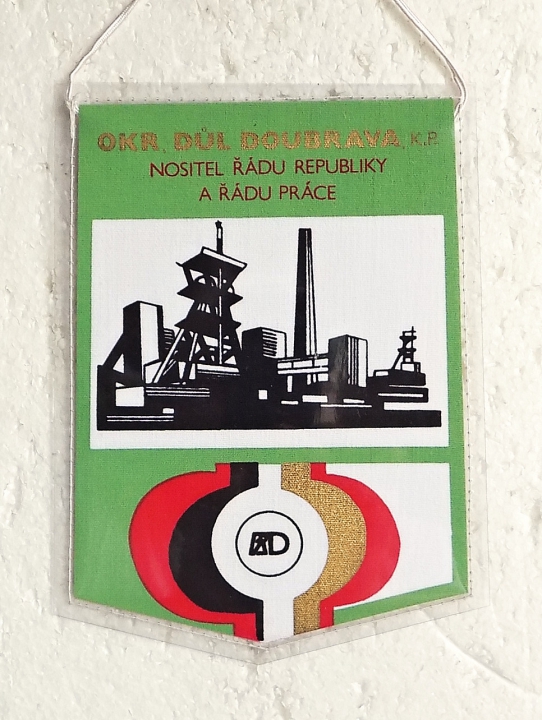 OKR, DŮL DOUBRAVA, K.P.
NOSITEL ŘÁDU REPUBLIKY
A ŘÁDU PRÁCE